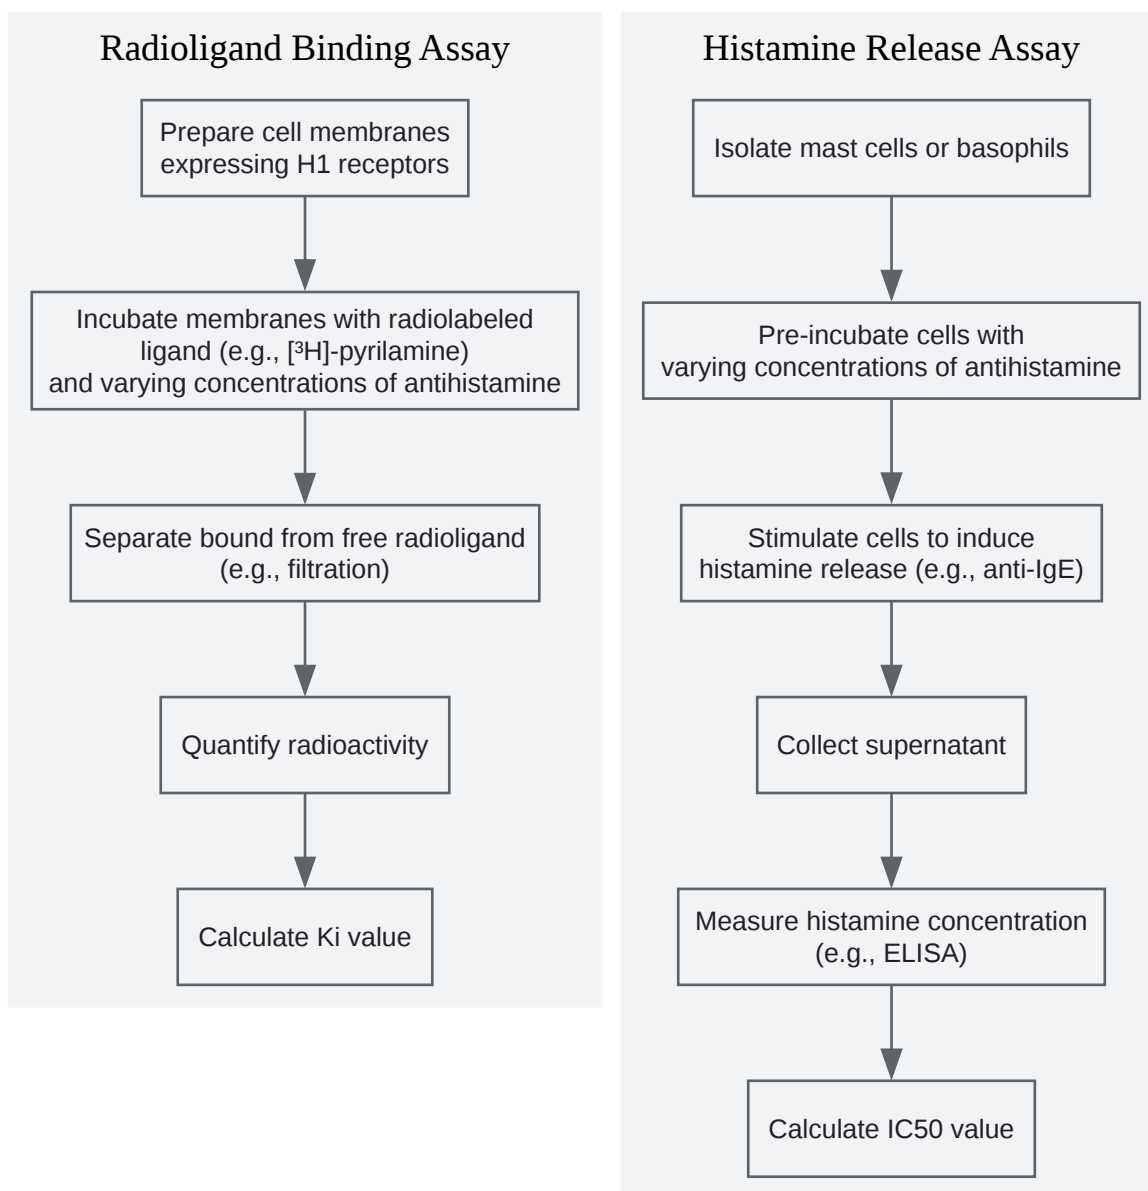 Radioligand Binding Assay
Prepare cell membranes
expressing H1 receptors
Incubate membranes with radiolabeled
ligand (e.g., [³H]-pyrilamine)
and varying concentrations of antihistamine
Separate bound from free radioligand
(e.g., filtration)
Quantify radioactivity
Calculate Ki value
Histamine Release Assay
Isolate mast cells or basophils
Pre-incubate cells with
varying concentrations of antihistamine
Stimulate cells to induce
histamine release (e.g., anti-IgE)
Collect supernatant
Measure histamine concentration
(e.g., ELISA)
Calculate IC50 value